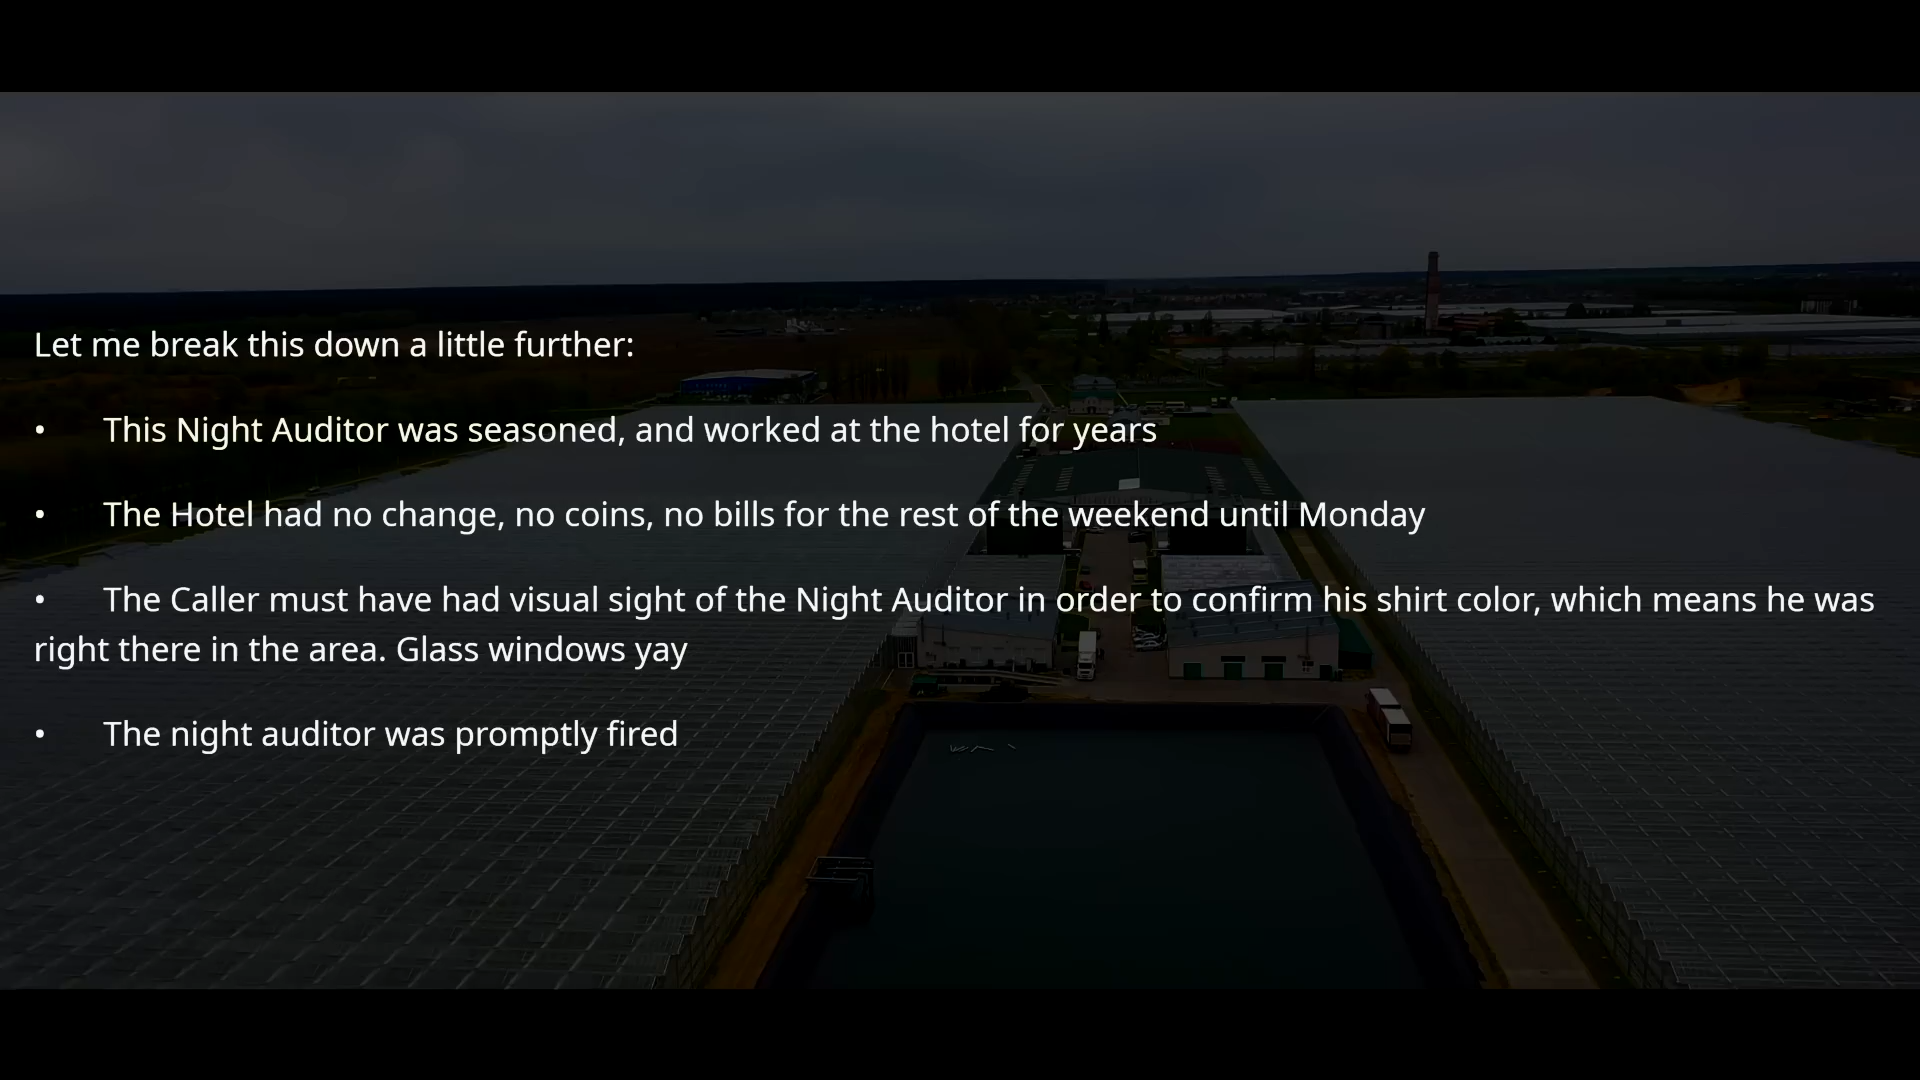 Let me break this down a little further:
• This Night Auditor was seasoned, and worked at the hotel for years
• The Hotel had no change, no coins, no bills for the rest of the weekend until Monday
• The Caller must have had visual sight of the Night Auditor in order to confirm his shirt color, which means he was
right there in the area. Glass windows yay
• The night auditor was promptly fired